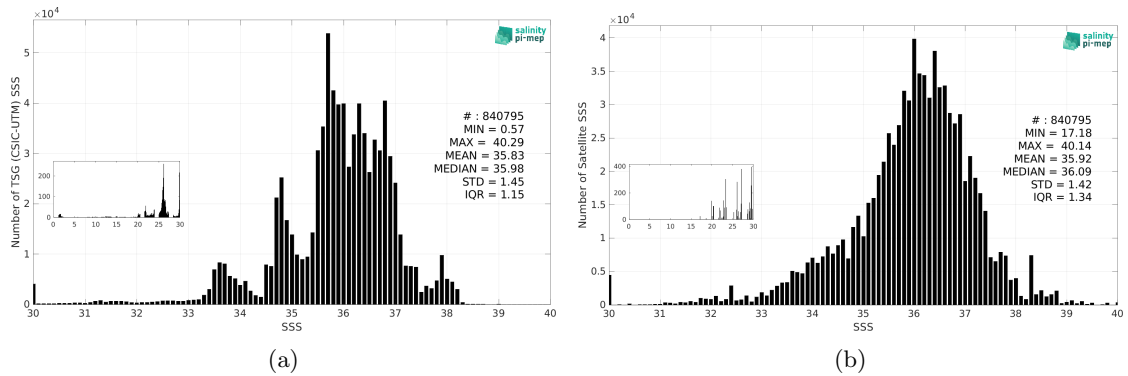 ×10⁴
salinity
pi-mep
5
4
3
2
1
0
Number of TSG (CSIC-UTM) SSS
# : 840795
MIN = 0.57
MAX = 40.29
MEAN = 35.83
MEDIAN = 35.98
STD = 1.45
IQR = 1.15
200
100
0
0 5 10 15 20 25 30
30 31 32 33 34 35 36 37 38 39 40
SSS
(a)
×10⁴
salinity
pi-mep
4
3.5
3
2.5
2
1.5
1
0.5
0
Number of Satellite SSS
# : 840795
MIN = 17.18
MAX = 40.14
MEAN = 35.92
MEDIAN = 36.09
STD = 1.42
IQR = 1.34
400
200
0
0 5 10 15 20 25 30
30 31 32 33 34 35 36 37 38 39 40
SSS
(b)